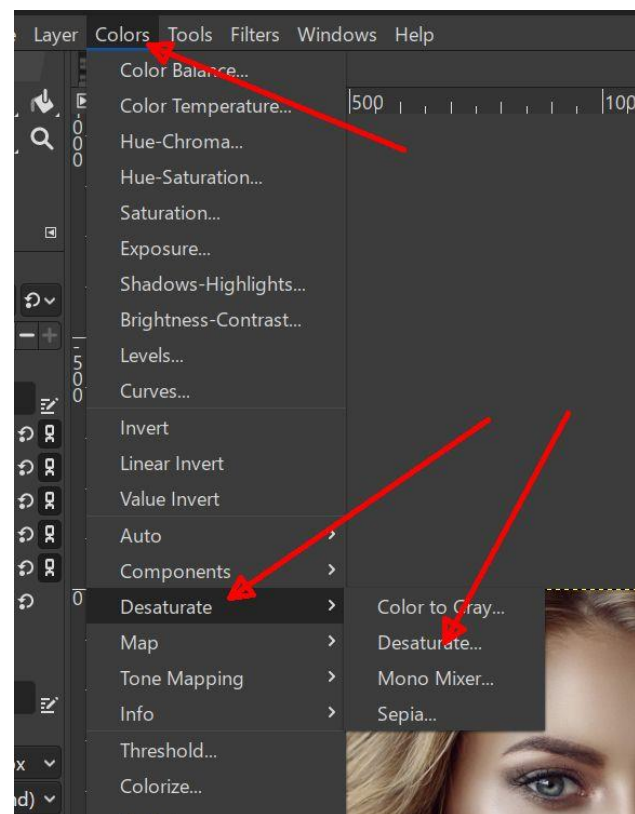 Layer Colors Tools Filters Windows Help
Color Balance...
Color Temperature...
500
Hue-Chroma...
Hue-Saturation...
Saturation...
Exposure...
Shadows-Highlights...
Brightness-Contrast...
Levels...
500
Curves...
Invert
Linear Invert
Value Invert
Auto
Components
0
Desaturate
Color to Gray...
Map
Desaturate...
Tone Mapping
Mono Mixer...
Info
Sepia...
Threshold...
Colorize...